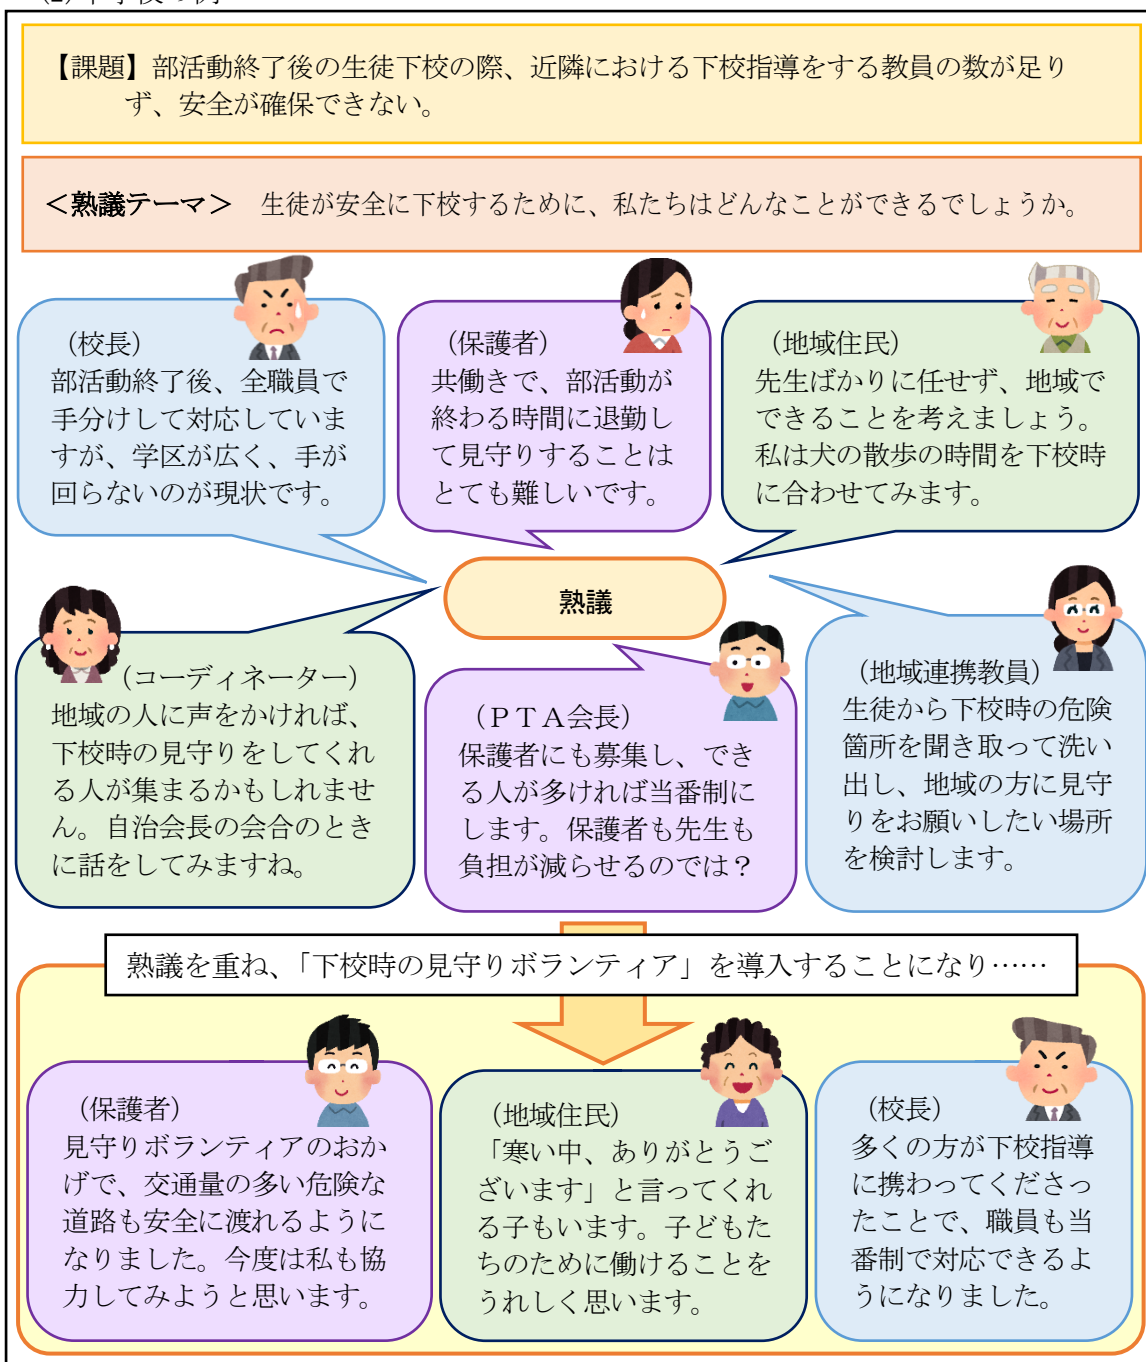 【課題】部活動終了後の生徒下校の際、近隣における下校指導をする教員の数が足り
ず、安全が確保できない。
＜熟議テーマ＞　生徒が安全に下校するために、私たちはどんなことができるでしょうか。
（校長）
部活動終了後、全職員で
手分けして対応していま
すが、学区が広く、手が
回らないのが現状です。
（保護者）
共働きで、部活動が
終わる時間に退勤し
て見守りすることは
とても難しいです。
（地域住民）
先生ばかりに任せず、地域で
できることを考えましょう。
私は犬の散歩の時間を下校時
に合わせてみます。
熟議
（コーディネーター）
地域の人に声をかければ、
下校時の見守りをしてくれ
る人が集まるかもしれませ
ん。自治会長の会合のとき
に話をしてみますね。
（ＰＴＡ会長）
保護者にも募集し、でき
る人が多ければ当番制に
します。保護者も先生も
負担が減らせるのでは？
（地域連携教員）
生徒から下校時の危険
箇所を聞き取って洗い
出し、地域の方に見守
りをお願いしたい場所
を検討します。
熟議を重ね、「下校時の見守りボランティア」を導入することになり……
（保護者）
見守りボランティアのおか
げで、交通量の多い危険な
道路も安全に渡れるように
なりました。今度は私も協
力してみようと思います。
（地域住民）
「寒い中、ありがとうご
ざいます」と言ってくれ
る子もいます。子どもた
ちのために働けることを
うれしく思います。
（校長）
多くの方が下校指導
に携わってくださっ
たことで、職員も当
番制で対応できるよ
うになりました。